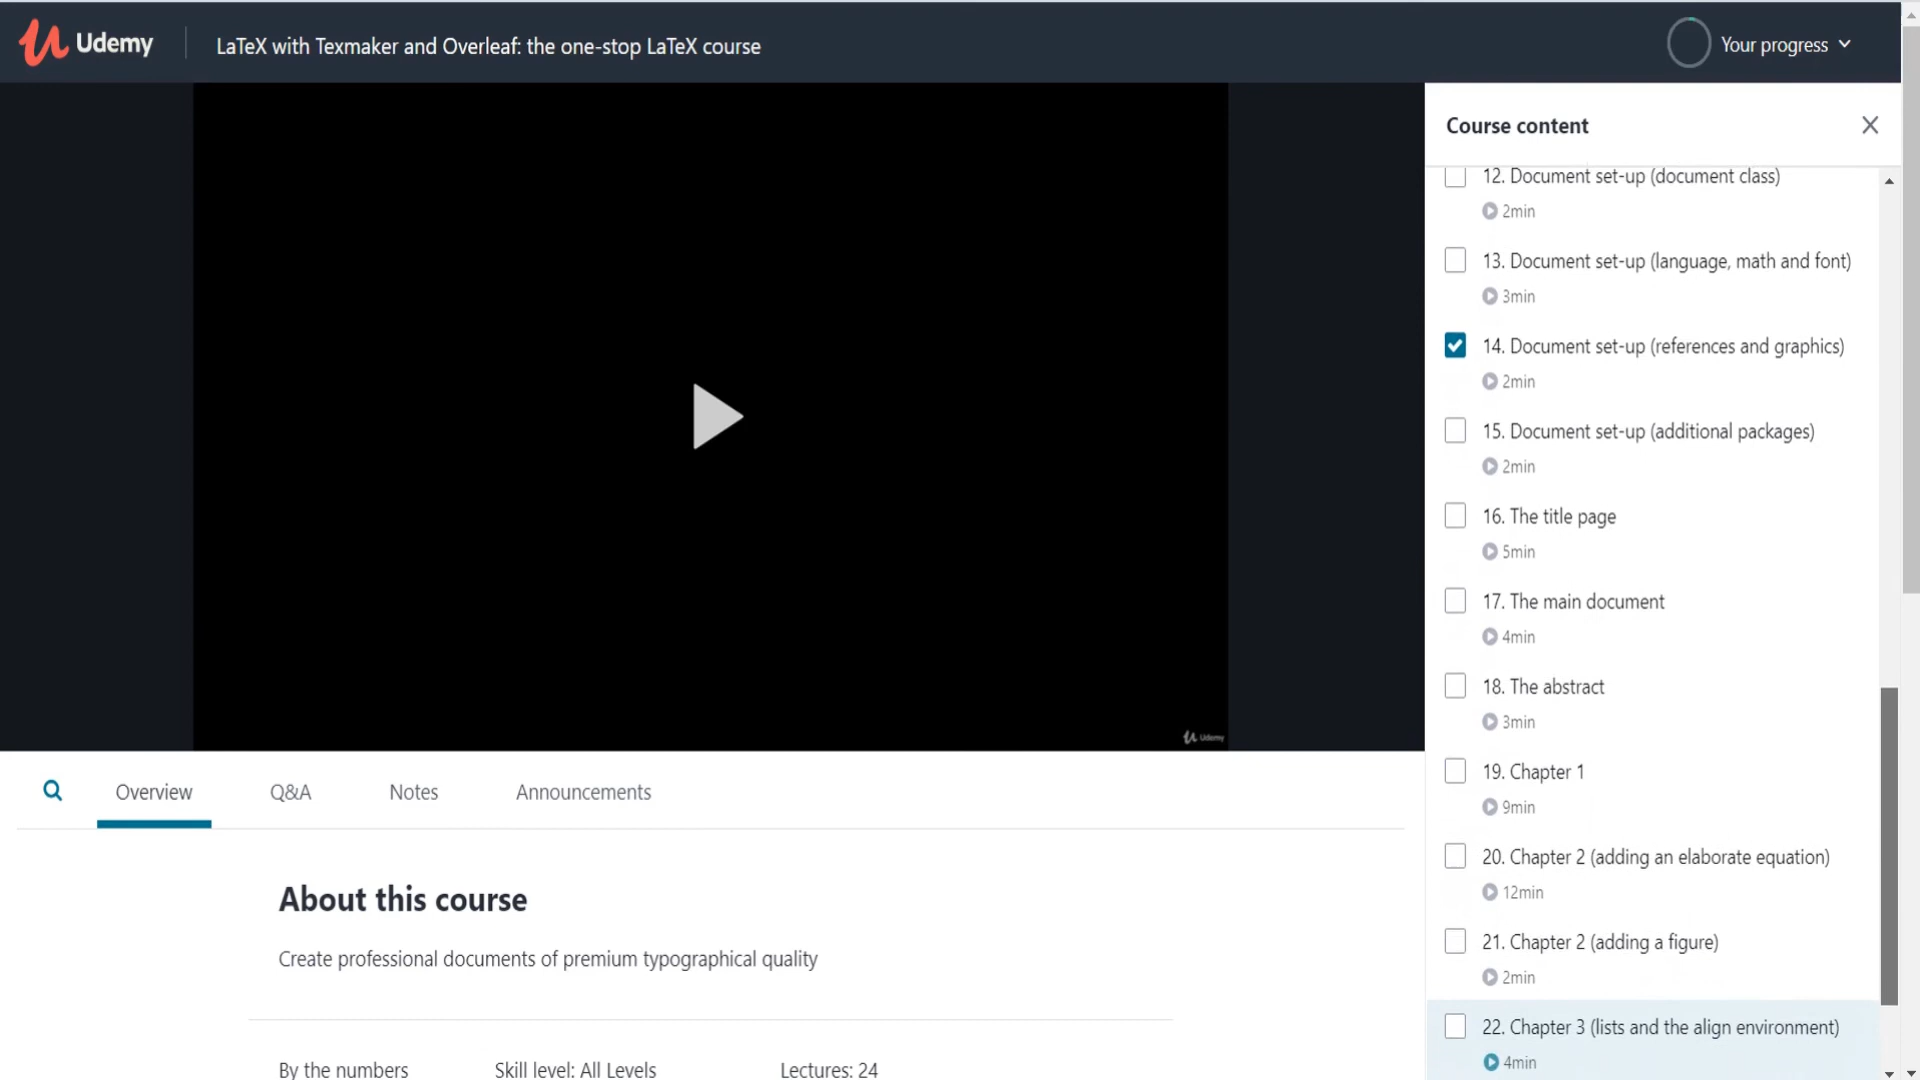 Udemy
LaTeX with Texmaker and Overleaf: the one-stop LaTeX course
Your progress
Course content
12. Document set-up (document class)
2min
13. Document set-up (language, math and font)
3min
14. Document set-up (references and graphics)
2min
15. Document set-up (additional packages)
2min
16. The title page
5min
17. The main document
4min
18. The abstract
3min
19. Chapter 1
9min
20. Chapter 2 (adding an elaborate equation)
12min
21. Chapter 2 (adding a figure)
2min
22. Chapter 3 (lists and the align environment)
4min
Udemy
Overview
Q&A
Notes
Announcements
About this course
Create professional documents of premium typographical quality
By the numbers
Skill level: All Levels
Lectures: 24